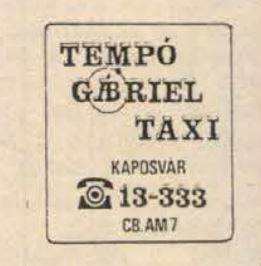 TEMPÓ
GÁBRIEL
TAXI
KAPOSVÁR
☎ 13-333
CB. AM 7